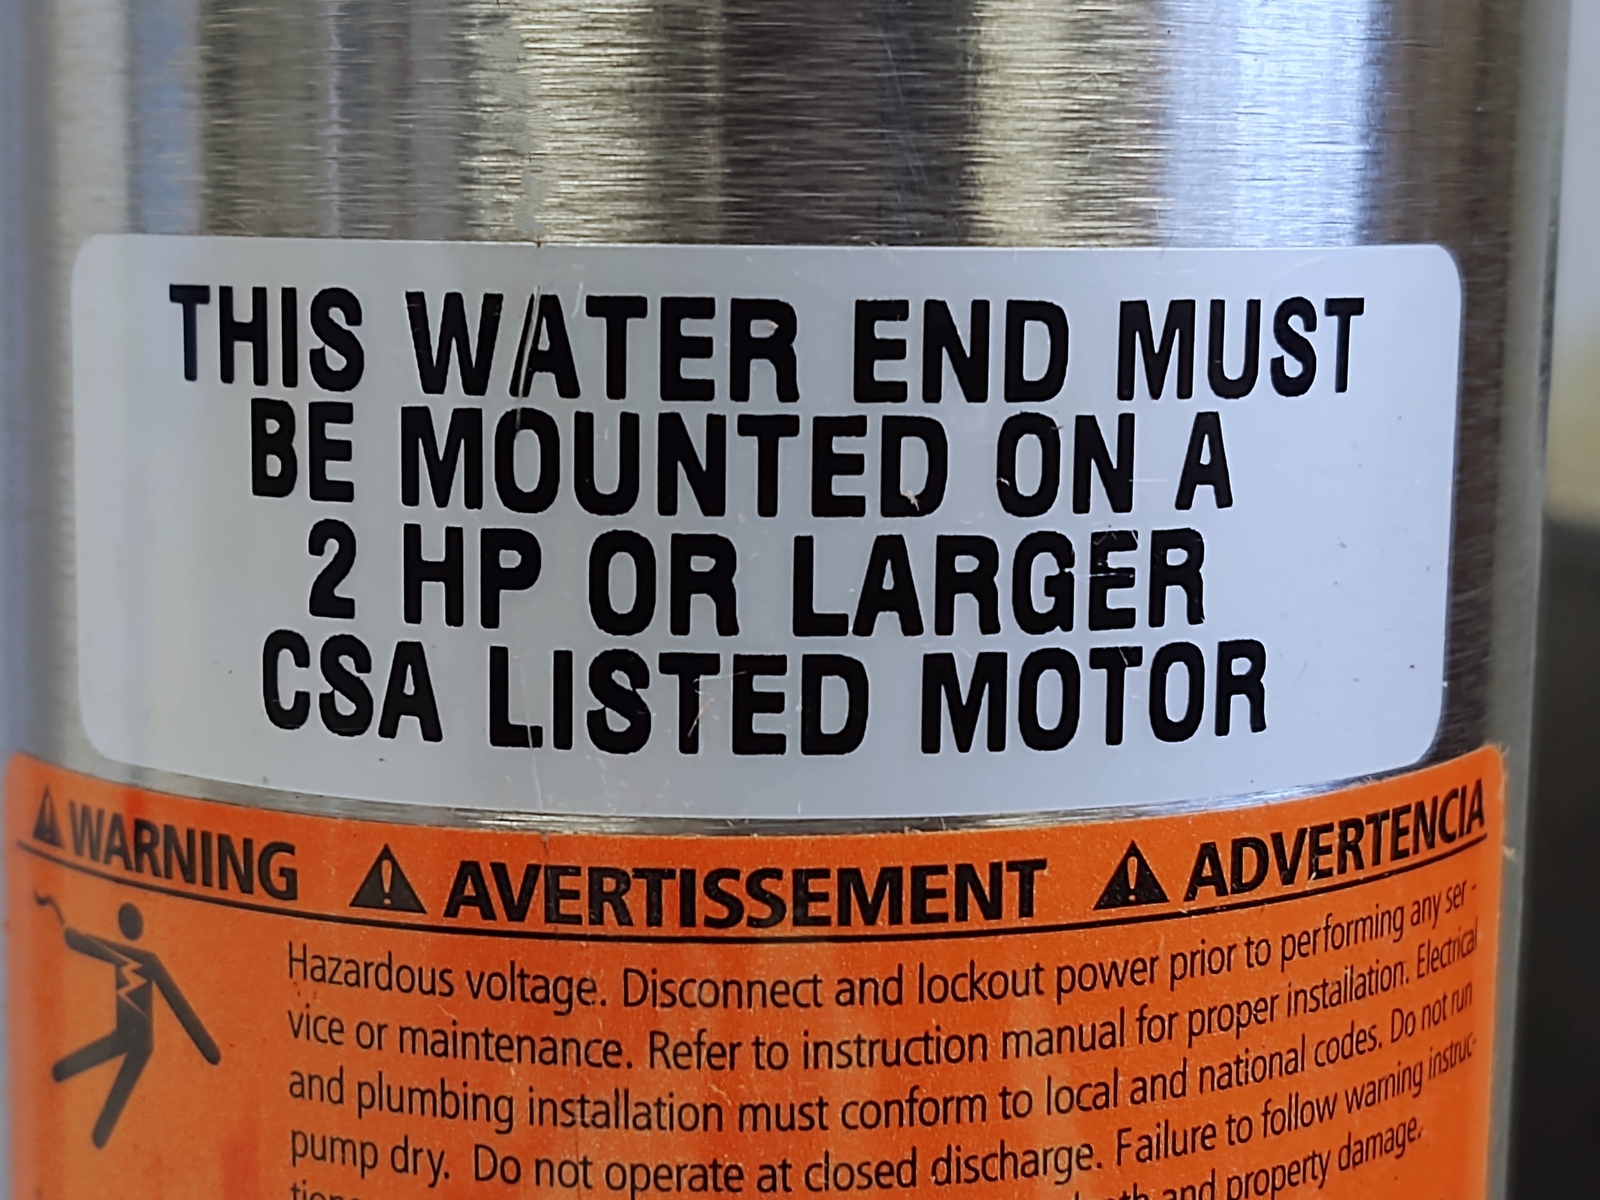 THIS WATER END MUST
BE MOUNTED ON A
2 HP OR LARGER
CSA LISTED MOTOR
WARNING AVERTISSEMENT ADVERTENCIA
Hazardous voltage. Disconnect and lockout power prior to performing any ser-
vice or maintenance. Refer to instruction manual for proper installation. Electrical
and plumbing installation must conform to local and national codes. Do not run
pump dry. Do not operate at closed discharge. Failure to follow warning instruc-
and property damage.